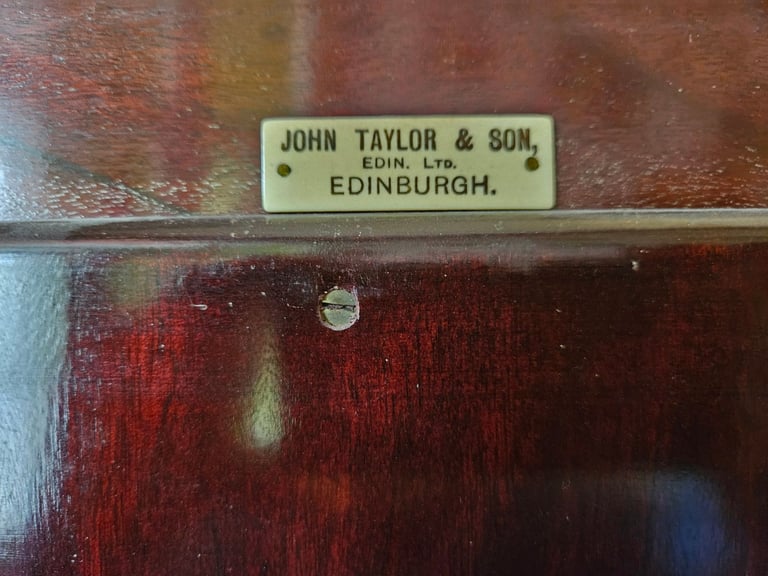 JOHN TAYLOR & SON,
EDIN. LTD.
EDINBURGH.